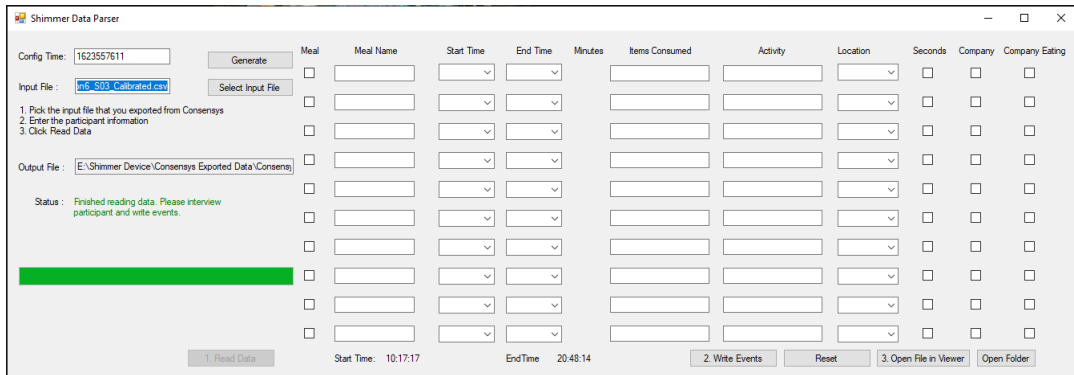 Shimmer Data Parser
Config Time: 1623557611 Generate
Input File : on6_S03_Calibrated.csv Select Input File
1. Pick the input file that you exported from Consensys
2. Enter the participant information
3. Click Read Data
Output File : E:\Shimmer Device\Consensys Exported Data\Consensy
Status : Finished reading data. Please interview
participant and write events.
1. Read Data
Meal Meal Name Start Time End Time Minutes Items Consumed Activity Location Seconds Company Company Eating
Start Time: 10:17:17 EndTime 20:48:14 2. Write Events Reset 3. Open File in Viewer Open Folder